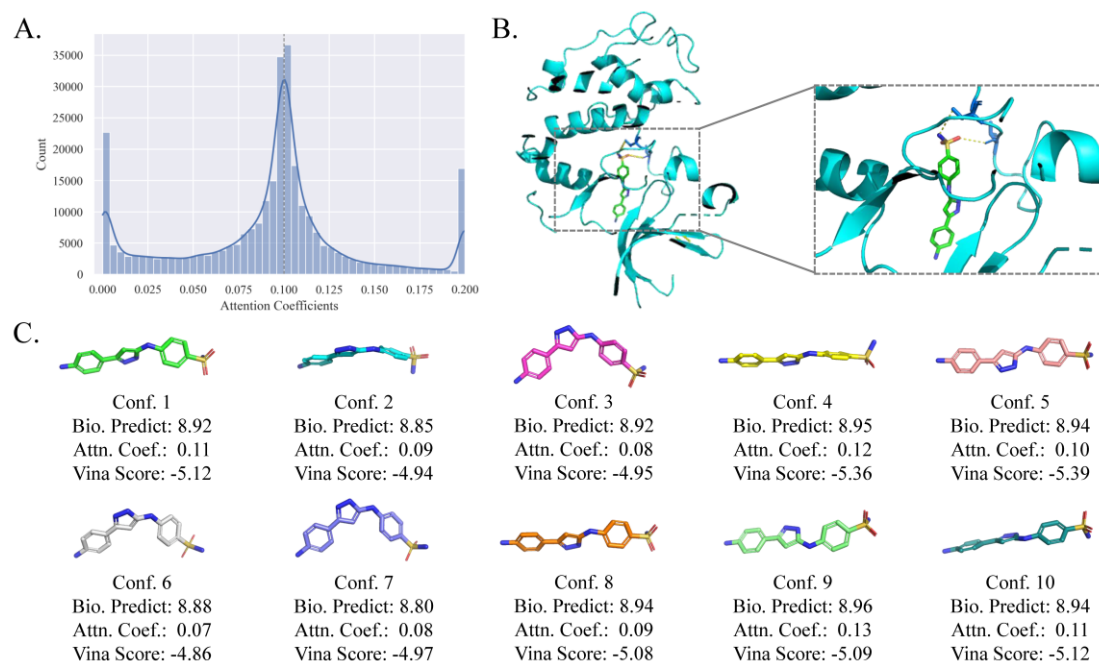 A.
B.
35000
30000
25000
20000
15000
10000
5000
0
Count
0.000 0.025 0.050 0.075 0.100 0.125 0.150 0.175 0.200
Attention Coefficients
C.
Conf. 1
Bio. Predict: 8.92
Attn. Coef.: 0.11
Vina Score: -5.12
Conf. 2
Bio. Predict: 8.85
Attn. Coef.: 0.09
Vina Score: -4.94
Conf. 3
Bio. Predict: 8.92
Attn. Coef.: 0.08
Vina Score: -4.95
Conf. 4
Bio. Predict: 8.95
Attn. Coef.: 0.12
Vina Score: -5.36
Conf. 5
Bio. Predict: 8.94
Attn. Coef.: 0.10
Vina Score: -5.39
Conf. 6
Bio. Predict: 8.88
Attn. Coef.: 0.07
Vina Score: -4.86
Conf. 7
Bio. Predict: 8.80
Attn. Coef.: 0.08
Vina Score: -4.97
Conf. 8
Bio. Predict: 8.94
Attn. Coef.: 0.09
Vina Score: -5.08
Conf. 9
Bio. Predict: 8.96
Attn. Coef.: 0.13
Vina Score: -5.09
Conf. 10
Bio. Predict: 8.94
Attn. Coef.: 0.11
Vina Score: -5.12